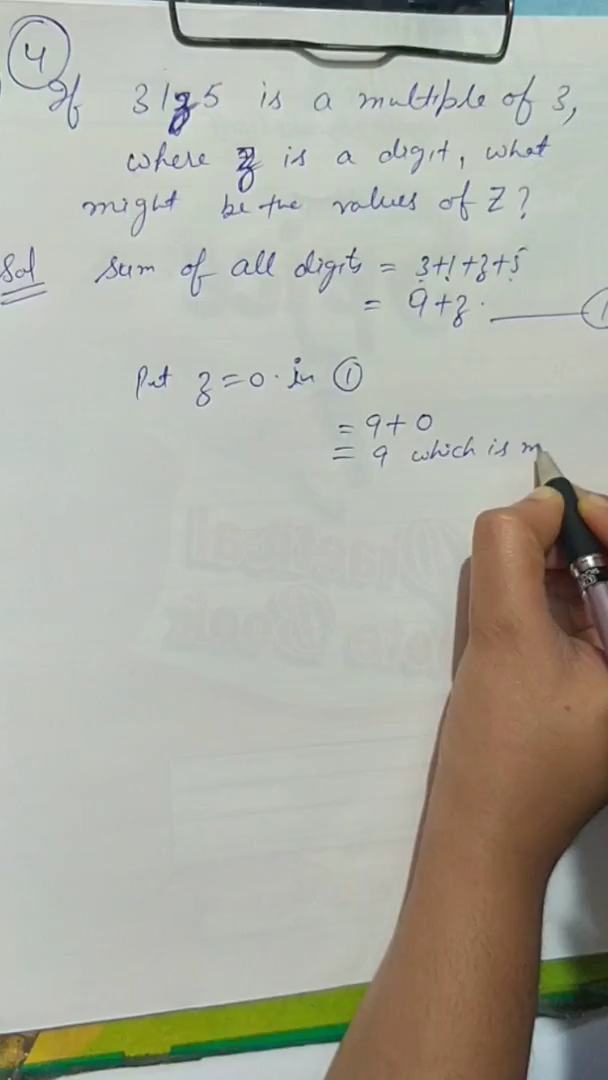 4
If 31z5 is a multiple of 3,
where z is a digit, what
might be the values of Z?
Sol sum of all digits = 3+1+z+5
= 9+z. 1
Put z=0. in 1
= 9+0
= 9 which is m